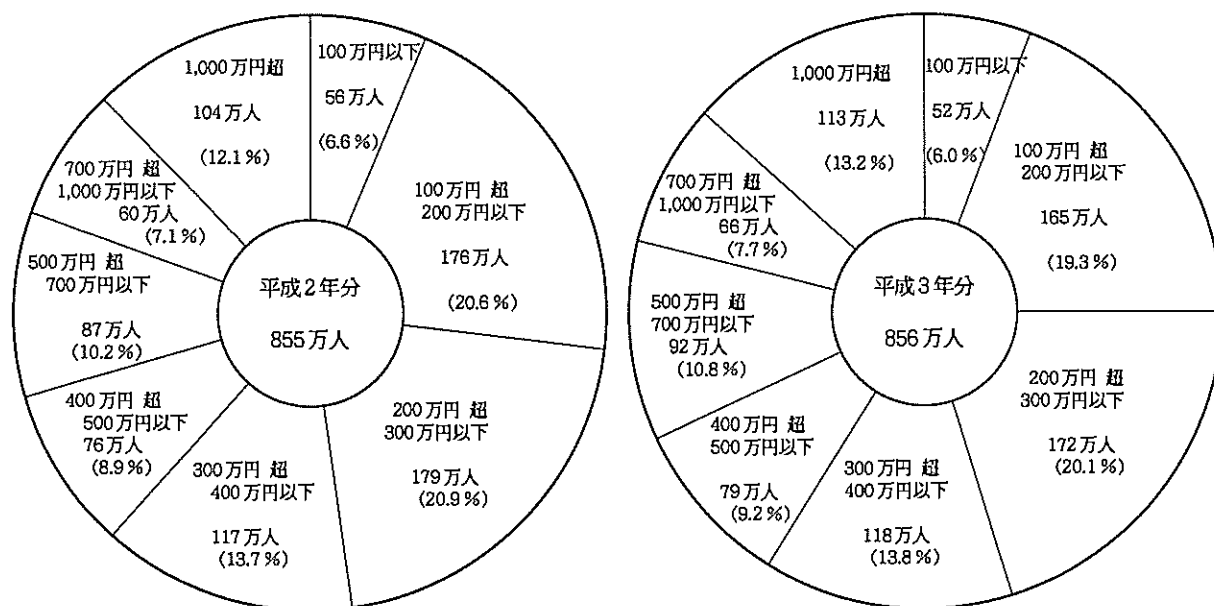 1,000万円超
104万人
(12.1%)
100万円以下
56万人
(6.6%)
100万円 超
200万円以下
176万人
(20.6%)
200万円 超
300万円以下
179万人
(20.9%)
300万円 超
400万円以下
117万人
(13.7%)
400万円 超
500万円以下
76万人
(8.9%)
500万円 超
700万円以下
87万人
(10.2%)
700万円 超
1,000万円以下
60万人
(7.1%)
平成2年分
855万人
1,000万円超
113万人
(13.2%)
100万円以下
52万人
(6.0%)
100万円 超
200万円以下
165万人
(19.3%)
200万円 超
300万円以下
172万人
(20.1%)
300万円 超
400万円以下
118万人
(13.8%)
400万円 超
500万円以下
79万人
(9.2%)
500万円 超
700万円以下
92万人
(10.8%)
700万円 超
1,000万円以下
66万人
(7.7%)
平成3年分
856万人